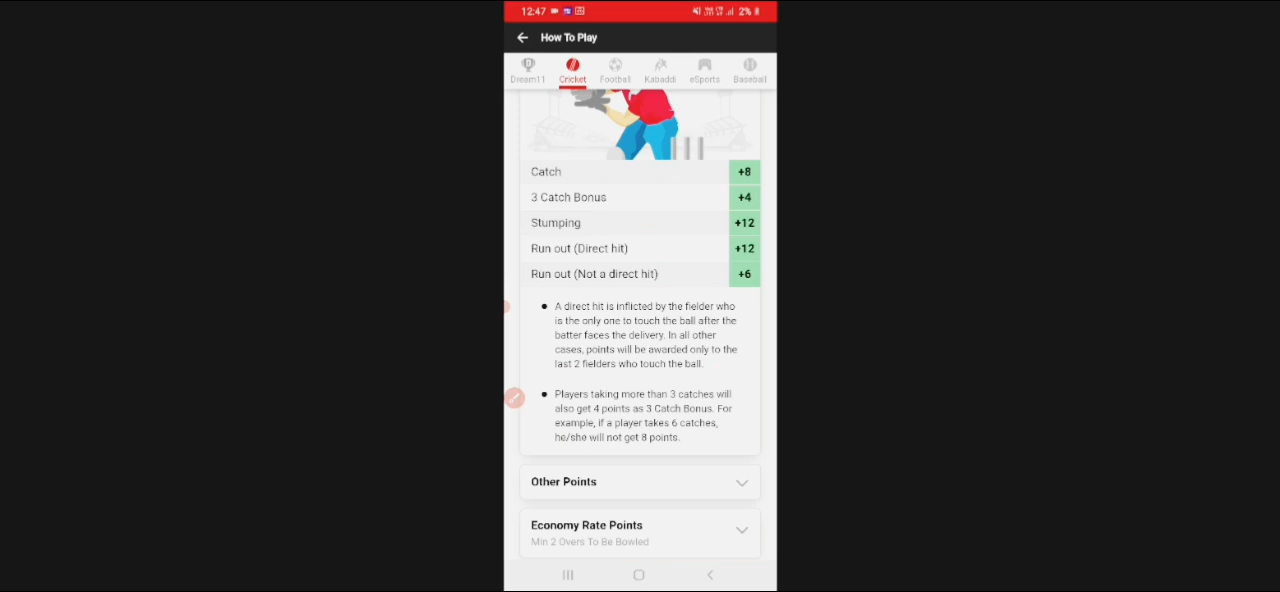 12:47 2%
How To Play
Dream11 Cricket Football Kabaddi eSports Baseball
Catch +8
3 Catch Bonus +4
Stumping +12
Run out (Direct hit) +12
Run out (Not a direct hit) +6
A direct hit is inflicted by the fielder who
is the only one to touch the ball after the
batter faces the delivery. In all other
cases, points will be awarded only to the
last 2 fielders who touch the ball.
Players taking more than 3 catches will
also get 4 points as 3 Catch Bonus. For
example, if a player takes 6 catches,
he/she will not get 8 points.
Other Points
Economy Rate Points
Min 2 Overs To Be Bowled